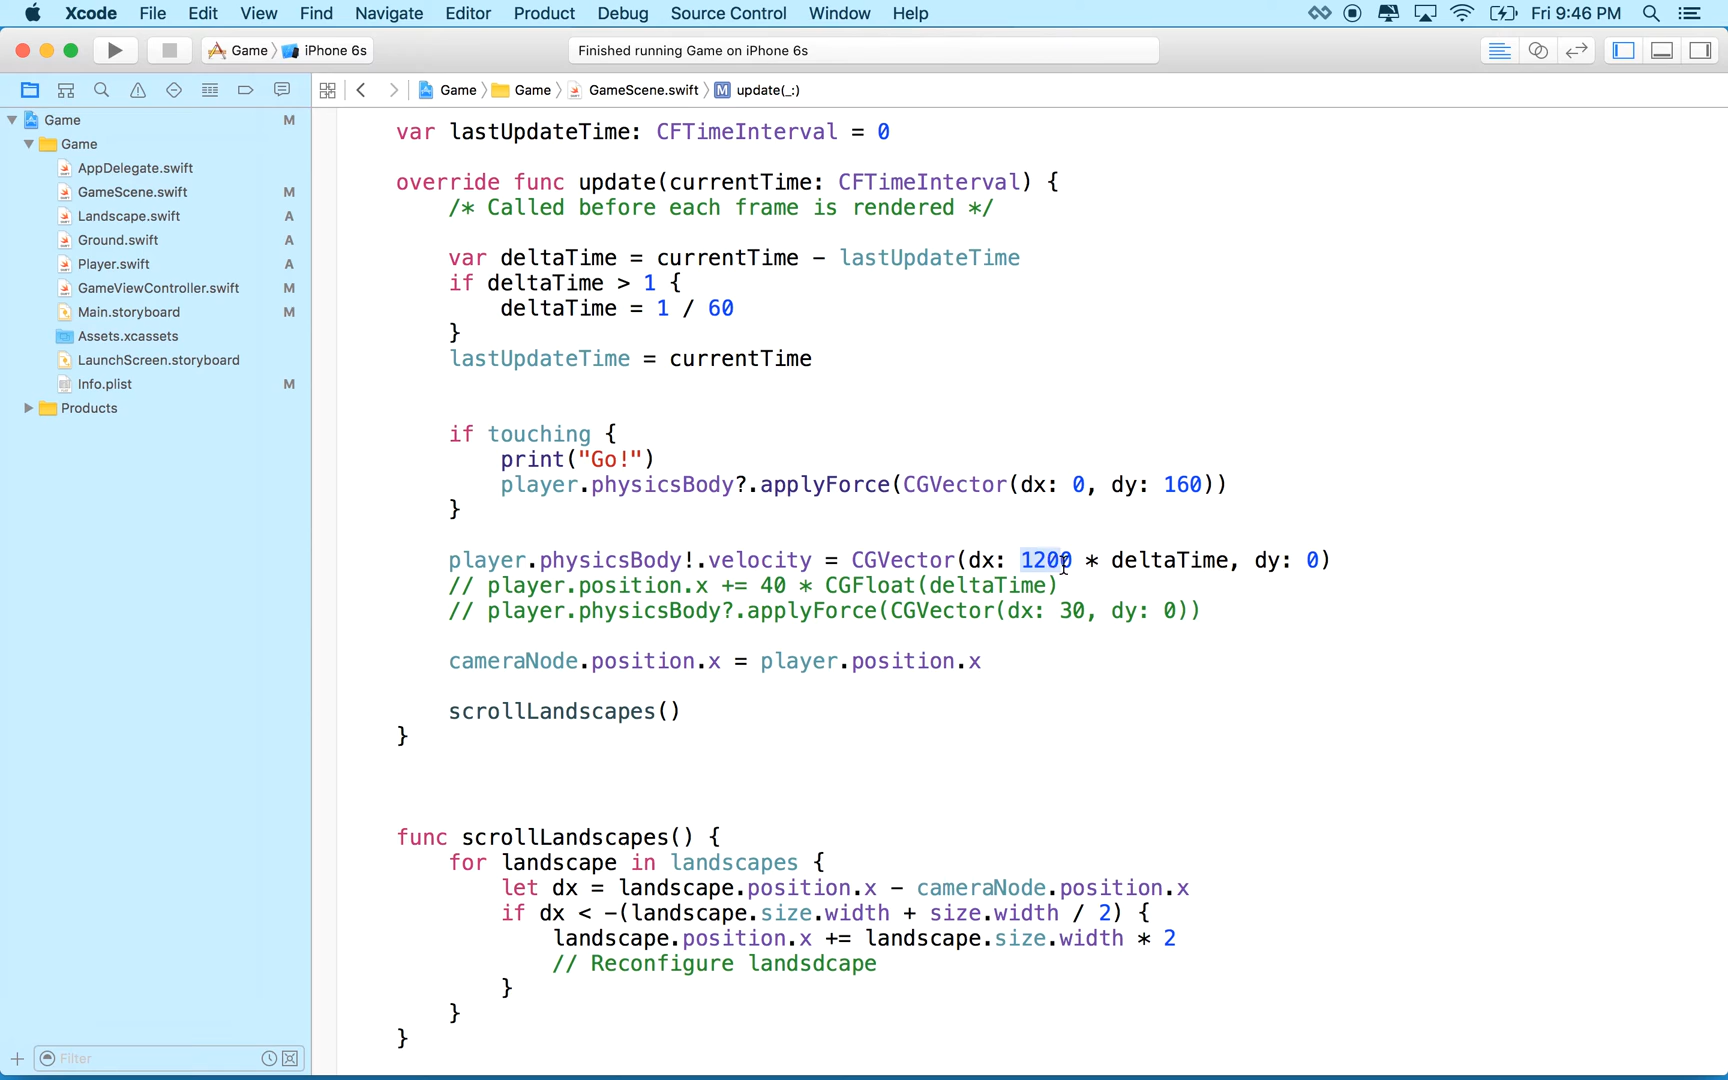 Xcode File Edit View Find Navigate Editor Product Debug Source Control Window Help Fri 9:46 PM
Game iPhone 6s Finished running Game on iPhone 6s
Game Game GameScene.swift M update(_:)
Game M
Game
AppDelegate.swift
GameScene.swift M
Landscape.swift A
Ground.swift A
Player.swift A
GameViewController.swift M
Main.storyboard M
Assets.xcassets
LaunchScreen.storyboard
Info.plist M
Products
Filter
var lastUpdateTime: CFTimeInterval = 0
override func update(currentTime: CFTimeInterval) {
/* Called before each frame is rendered */
var deltaTime = currentTime - lastUpdateTime
if deltaTime > 1 {
deltaTime = 1 / 60
}
lastUpdateTime = currentTime
if touching {
print("Go!")
player.physicsBody?.applyForce(CGVector(dx: 0, dy: 160))
}
player.physicsBody!.velocity = CGVector(dx: 1200 * deltaTime, dy: 0)
// player.position.x += 40 * CGFloat(deltaTime)
// player.physicsBody?.applyForce(CGVector(dx: 30, dy: 0))
cameraNode.position.x = player.position.x
scrollLandscapes()
}
func scrollLandscapes() {
for landscape in landscapes {
let dx = landscape.position.x - cameraNode.position.x
if dx < -(landscape.size.width + size.width / 2) {
landscape.position.x += landscape.size.width * 2
// Reconfigure landsdcape
}
}
}